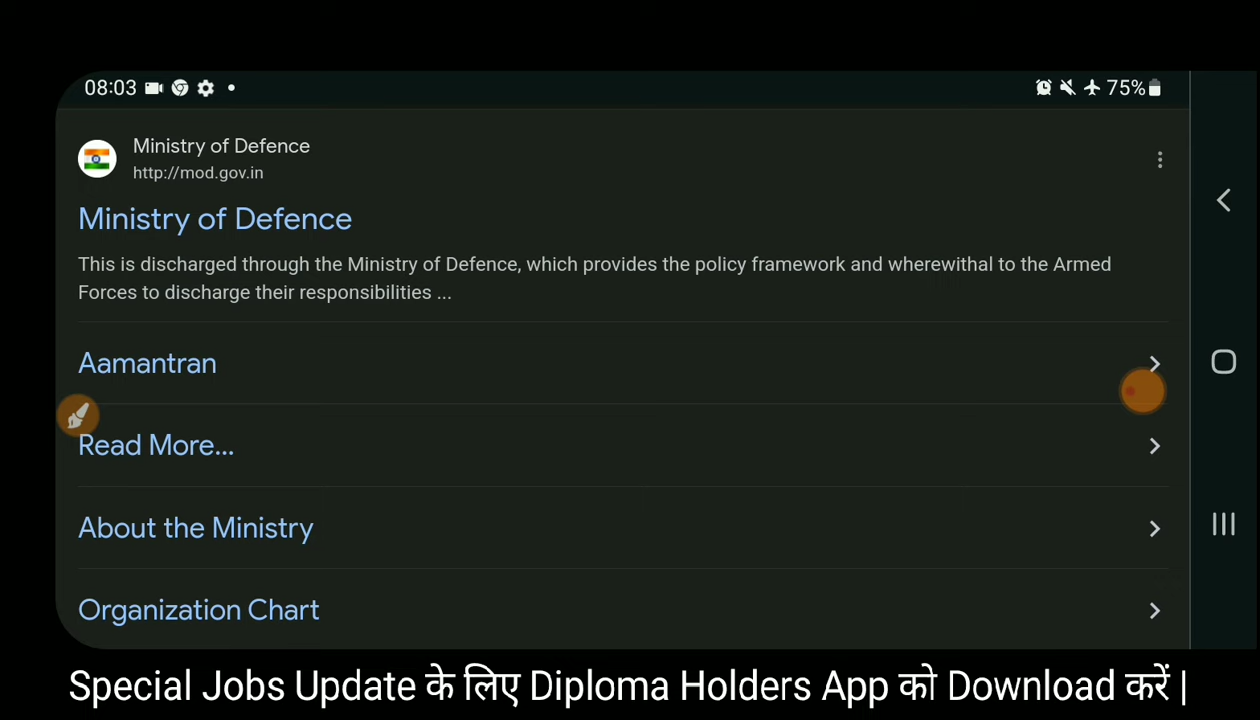 08:03 75%
Ministry of Defence
http://mod.gov.in
Ministry of Defence
This is discharged through the Ministry of Defence, which provides the policy framework and wherewithal to the Armed
Forces to discharge their responsibilities ...
Aamantran
Read More...
About the Ministry
Organization Chart
Special Jobs Update के लिए Diploma Holders App को Download करें |